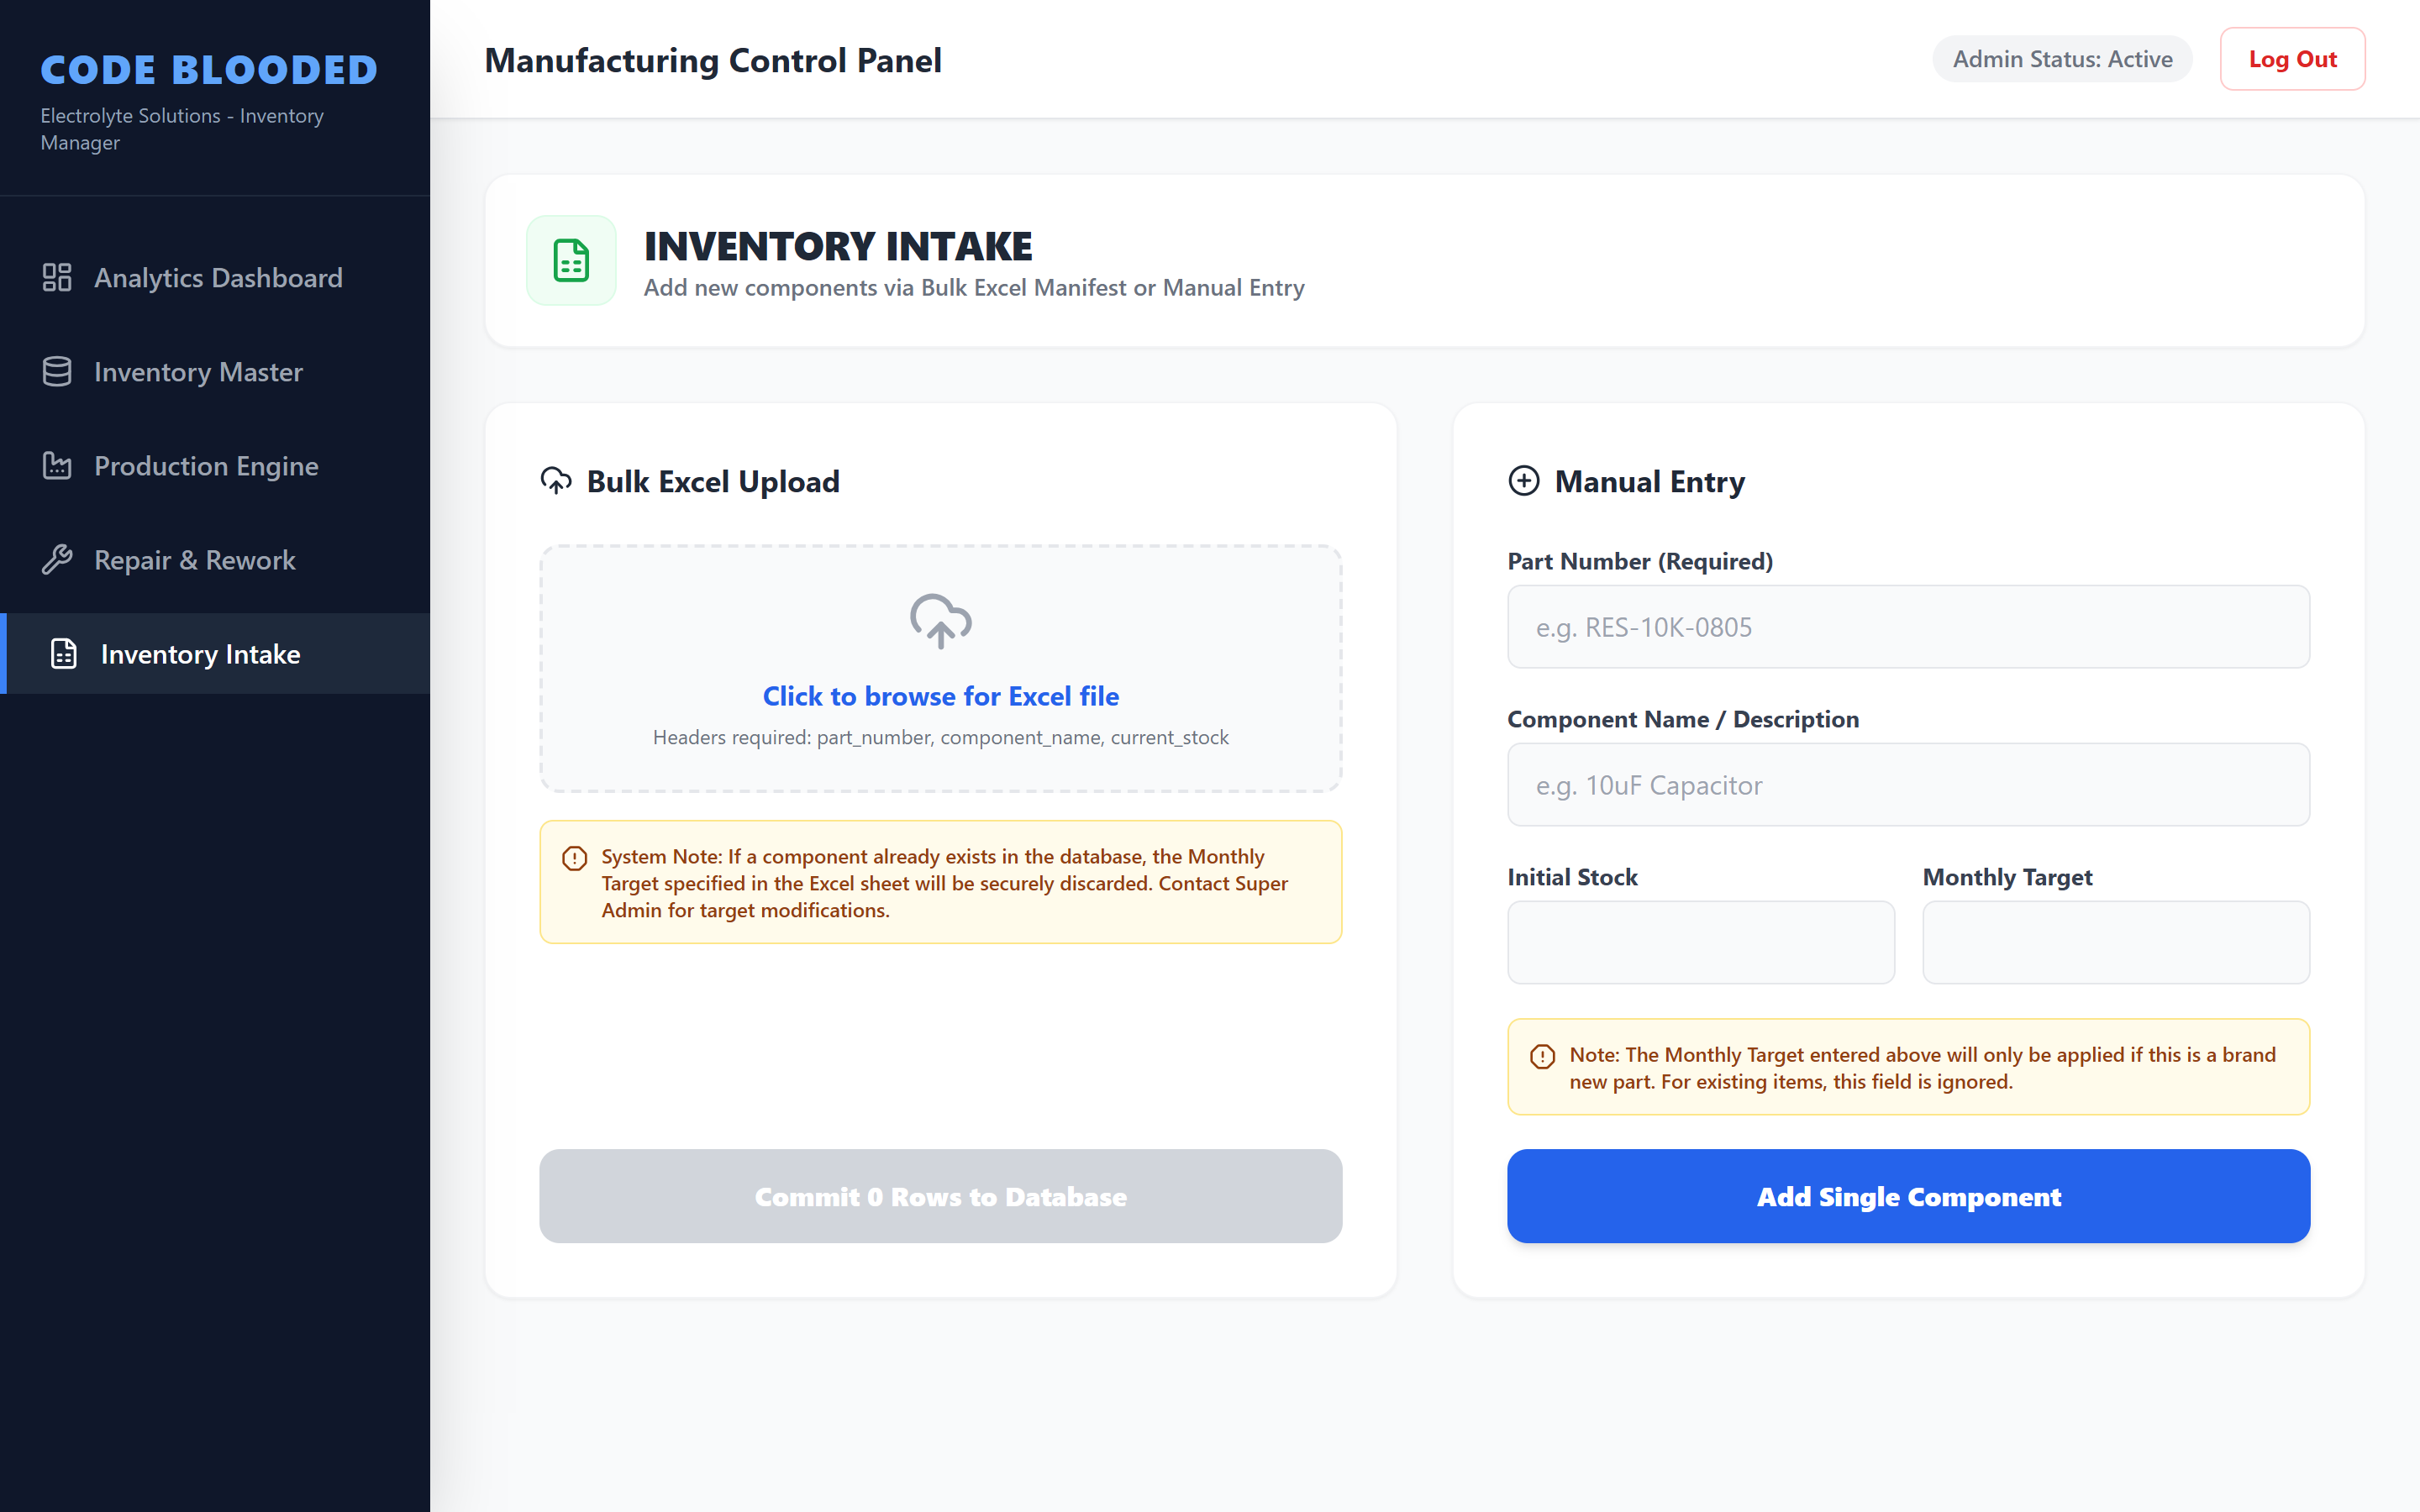 CODE BLOODED
Electrolyte Solutions - Inventory
Manager
Analytics Dashboard
Inventory Master
Production Engine
Repair & Rework
Inventory Intake
Manufacturing Control Panel
Admin Status: Active
Log Out
INVENTORY INTAKE
Add new components via Bulk Excel Manifest or Manual Entry
Bulk Excel Upload
Click to browse for Excel file
Headers required: part_number, component_name, current_stock
System Note: If a component already exists in the database, the Monthly
Target specified in the Excel sheet will be securely discarded. Contact Super
Admin for target modifications.
Commit 0 Rows to Database
Manual Entry
Part Number (Required)
e.g. RES-10K-0805
Component Name / Description
e.g. 10uF Capacitor
Initial Stock
Monthly Target
Note: The Monthly Target entered above will only be applied if this is a brand
new part. For existing items, this field is ignored.
Add Single Component